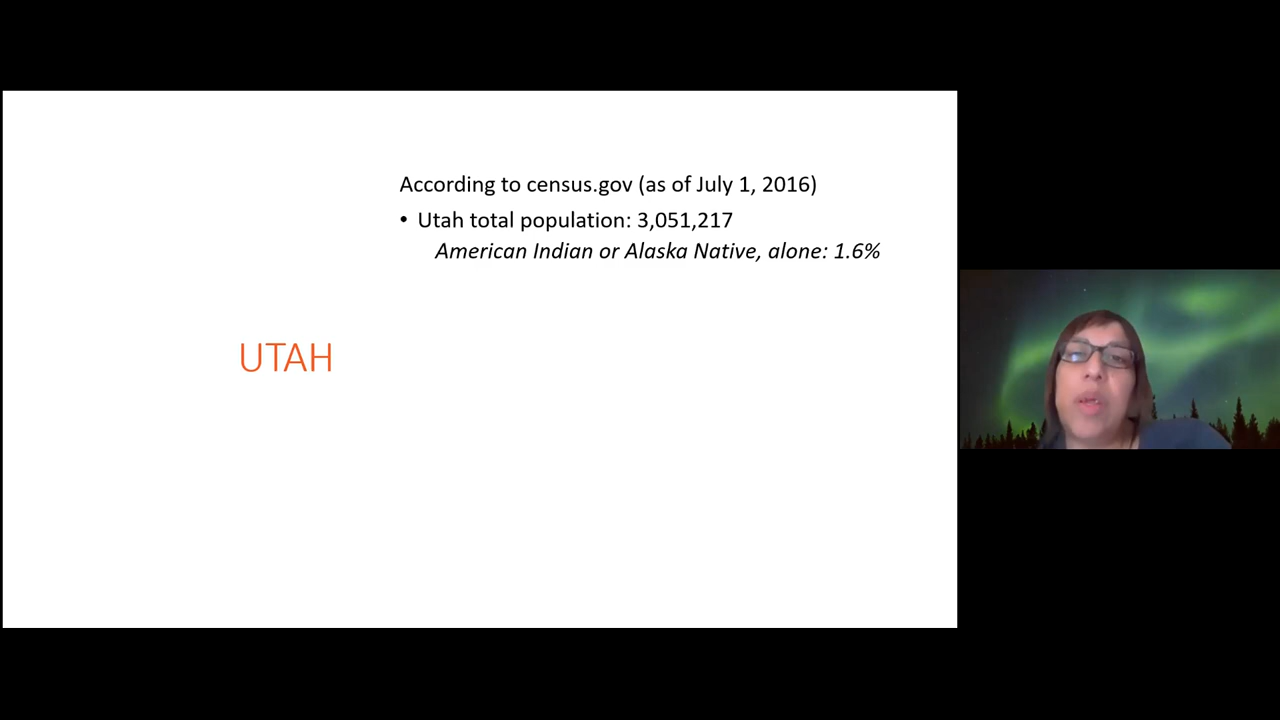 According to census.gov (as of July 1, 2016)
• Utah total population: 3,051,217
American Indian or Alaska Native, alone: 1.6%
UTAH